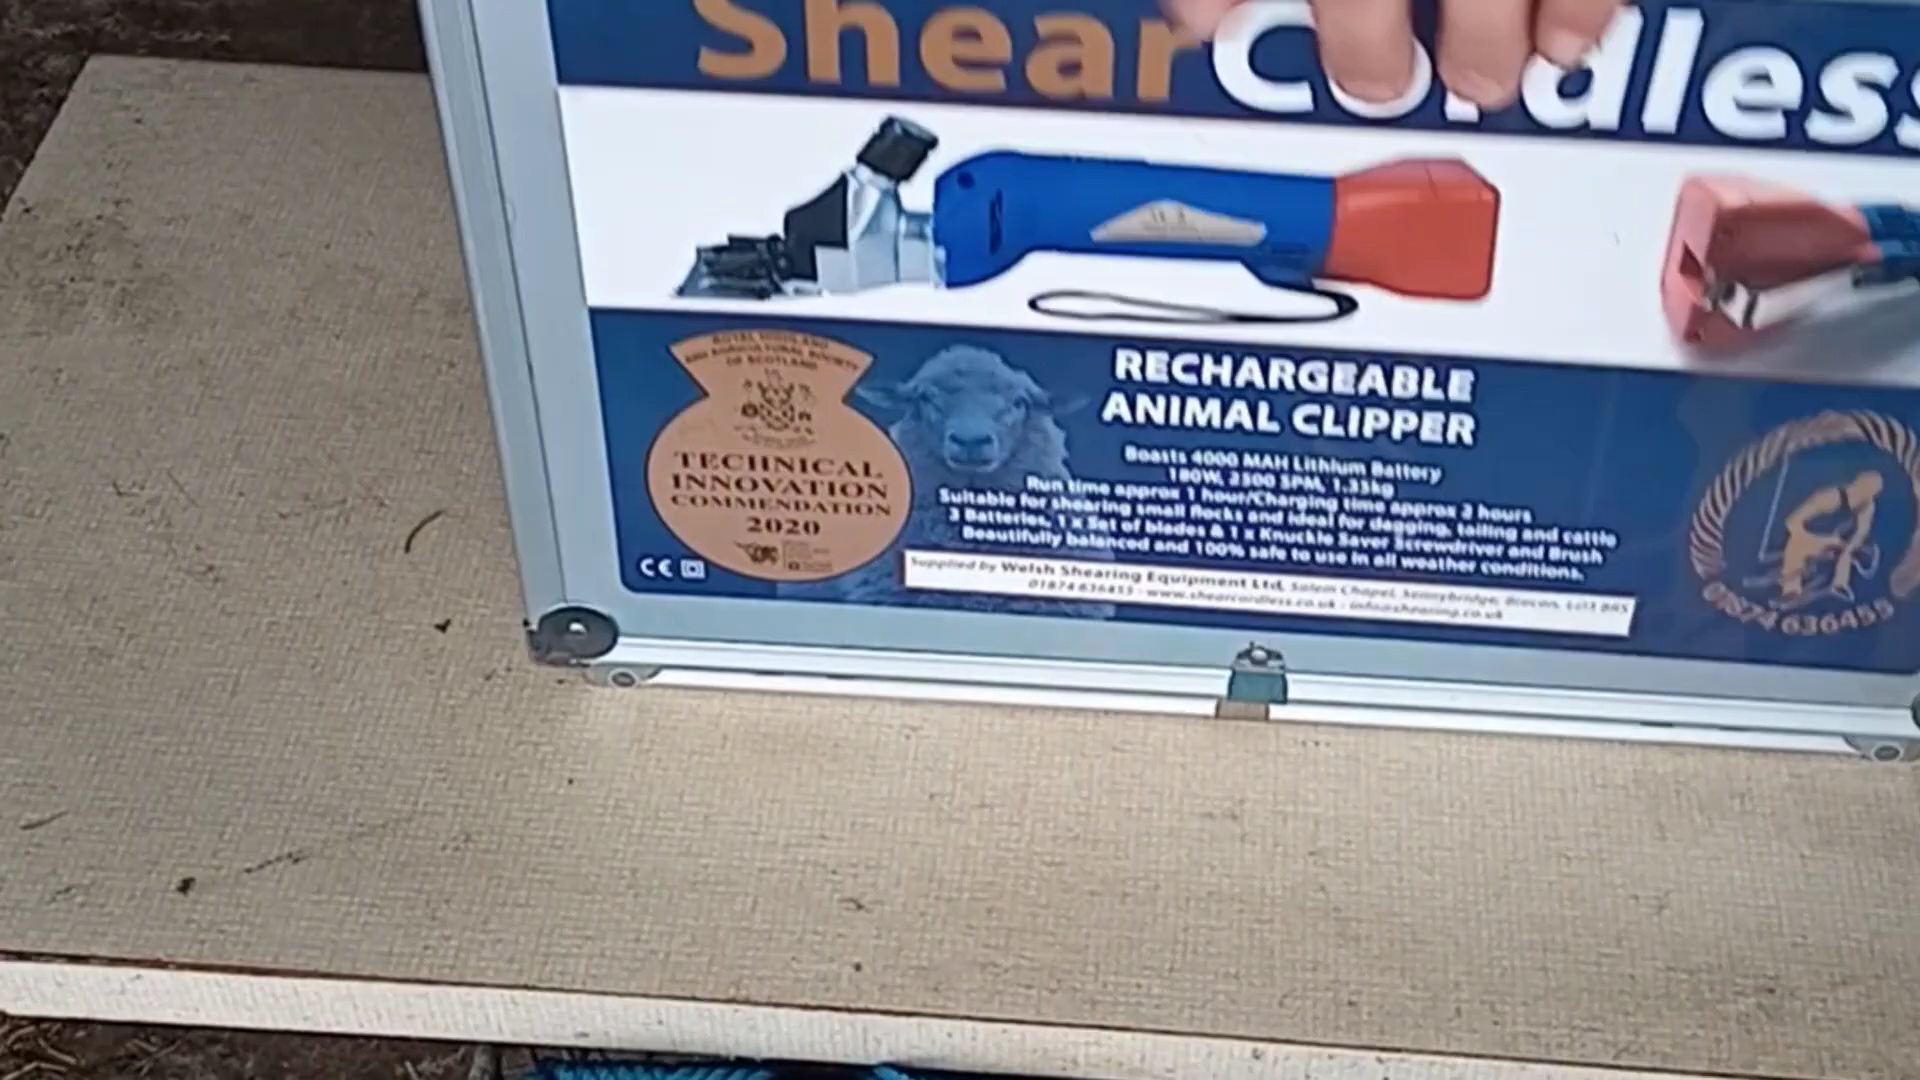 ShearCordless
ROYAL HIGHLAND
AND AGRICULTURAL SOCIETY
OF SCOTLAND
TECHNICAL
INNOVATION
COMMENDATION
2020
CE
RECHARGEABLE
ANIMAL CLIPPER
Boasts 4000 MAH Lithium Battery
180W, 2500 SPM, 1.35kg
Run time approx 1 hour/Charging time approx 2 hours
Suitable for shearing small flocks and ideal for dagging, tailing and cattle
3 Batteries, 1 x Set of blades & 1 x Knuckle Saver Screwdriver and Brush
Beautifully balanced and 100% safe to use in all weather conditions.
Supplied by Welsh Shearing Equipment Ltd, Salem Chapel, Sennybridge, Brecon, LD3 8RS
01874 636455 - www.shearcordless.co.uk - info@shearing.co.uk
01874 636455